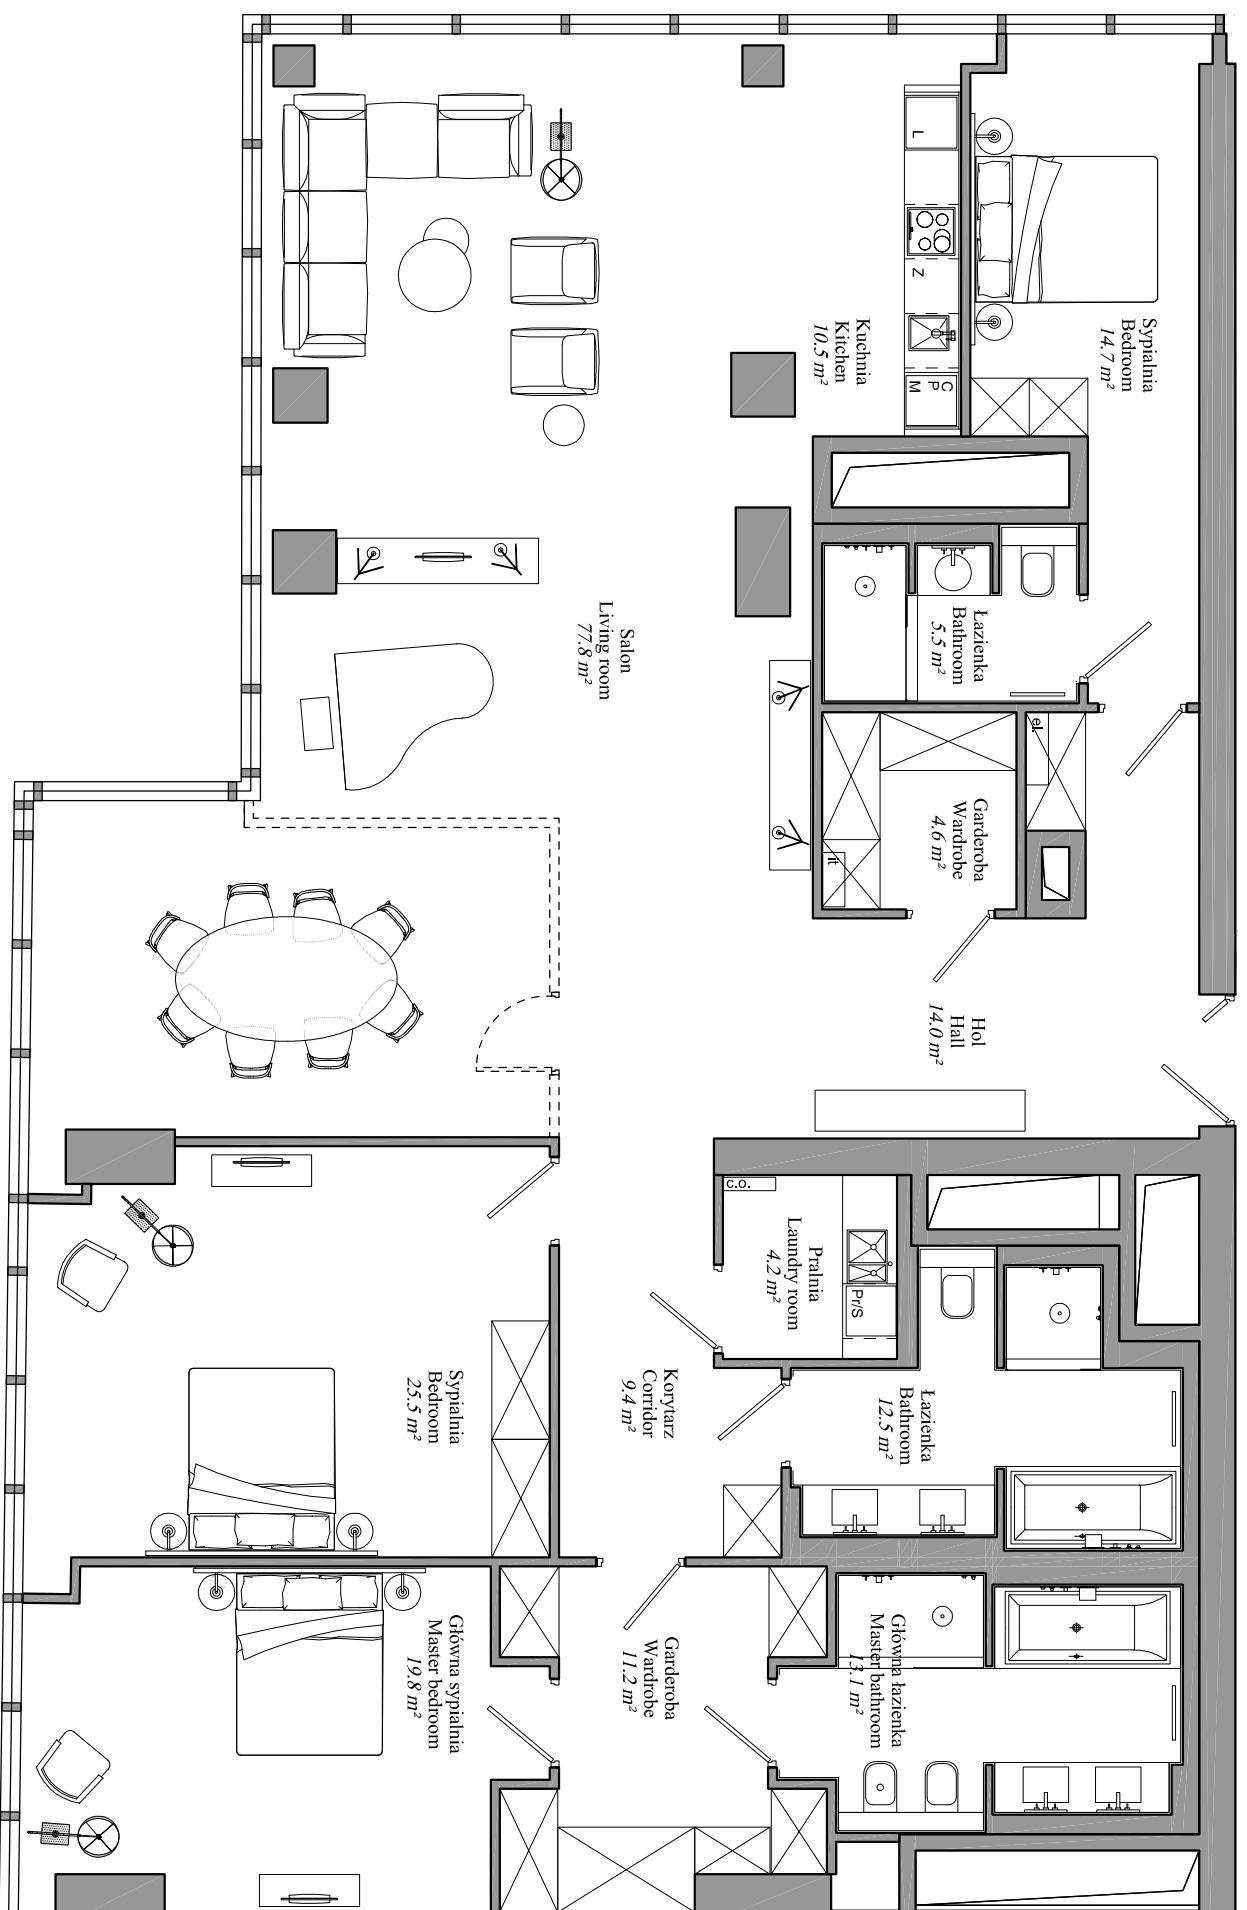 L
Z
C
P
M
Kuchnia
Kitchen
10.5 m²
Sypialnia
Bedroom
14.7 m²
Łazienka
Bathroom
5.5 m²
Salon
Living room
77.8 m²
el.
Garderoba
Wardrobe
4.6 m²
it
Hol
Hall
14.0 m²
c.o.
Pralnia
Laundry room
4.2 m²
Pr/S
Łazienka
Bathroom
12.5 m²
Korytarz
Corridor
9.4 m²
Sypialnia
Bedroom
25.5 m²
Główna sypialnia
Master bedroom
19.8 m²
Garderoba
Wardrobe
11.2 m²
Główna łazienka
Master bathroom
13.1 m²